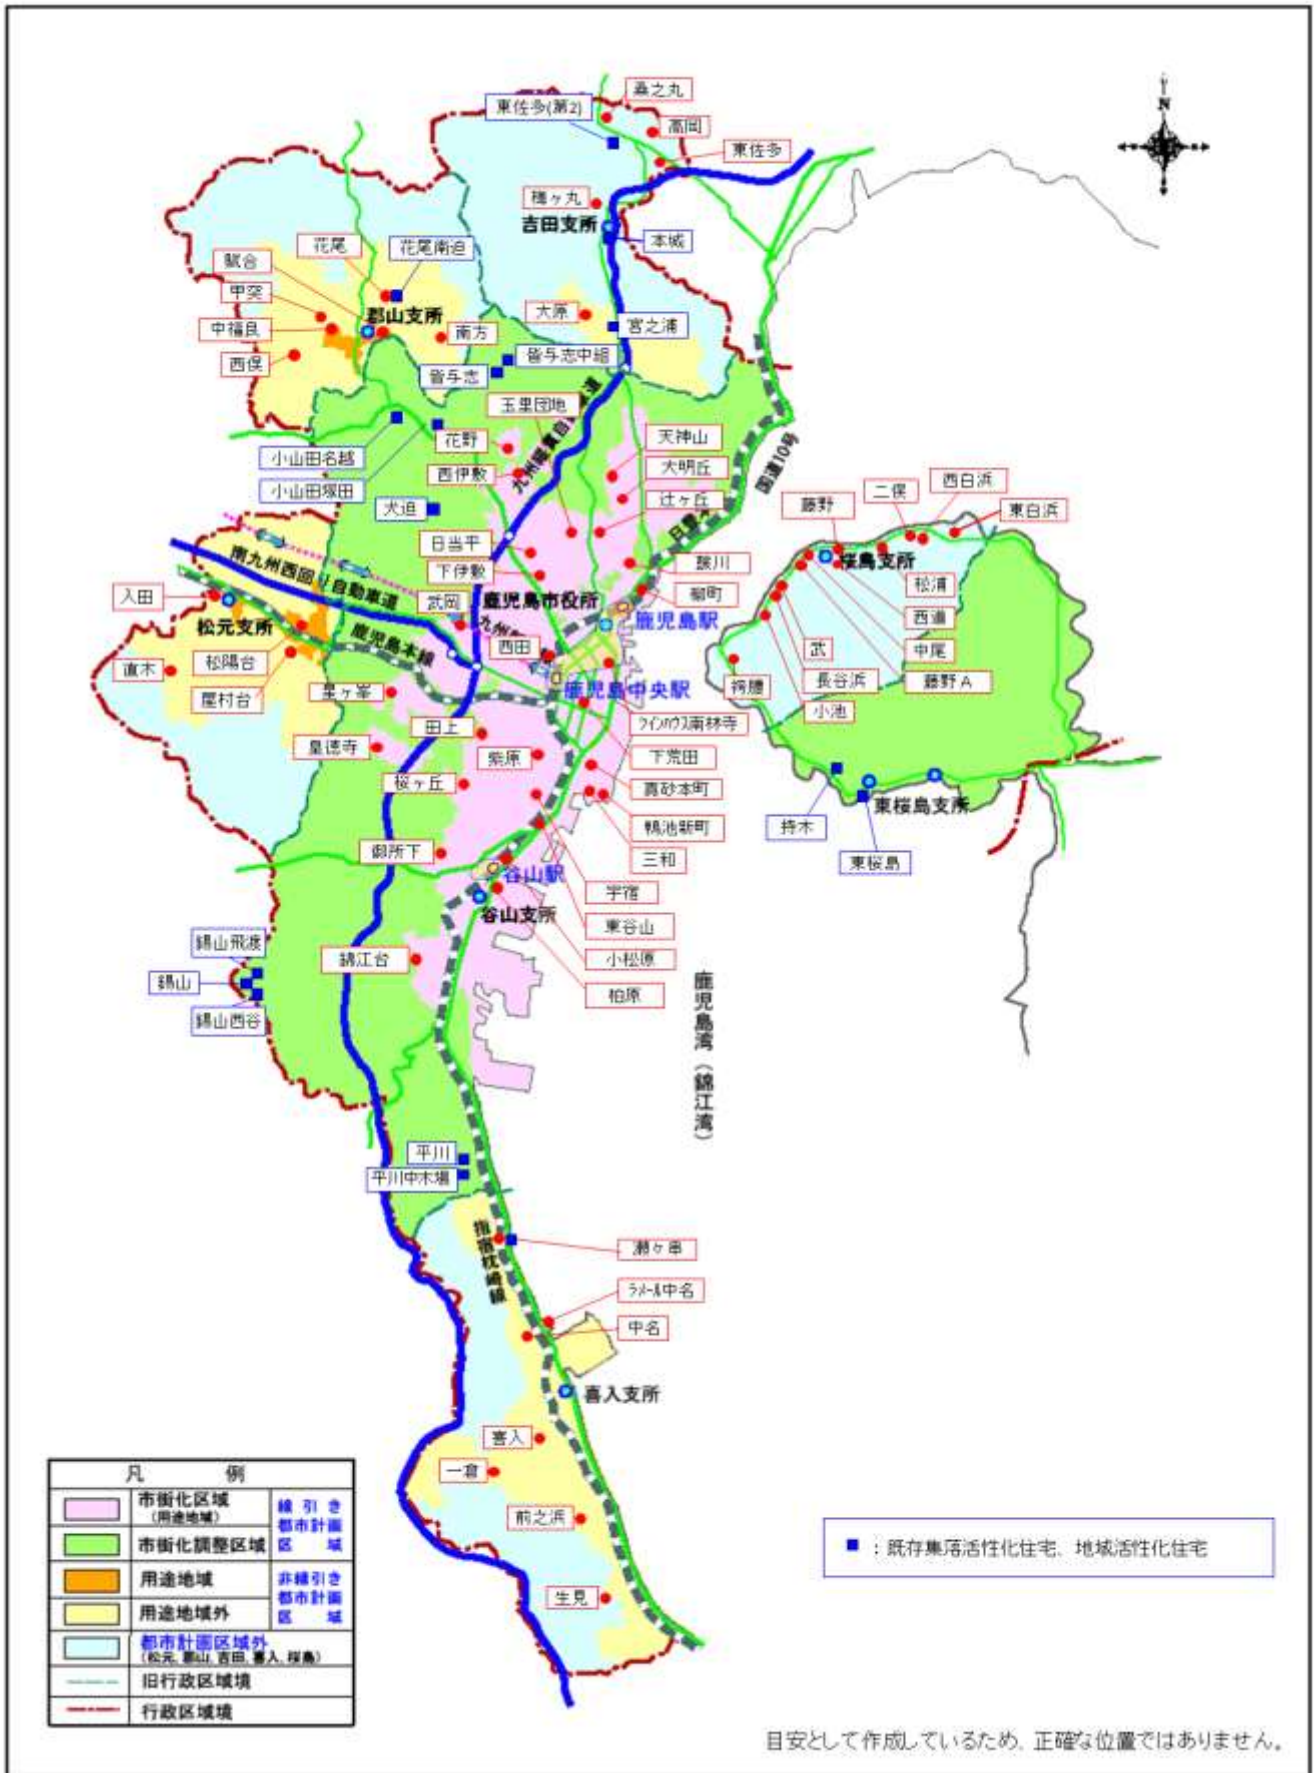 N
桑之丸
東佐多(第2)
高岡
東佐多
梅ヶ丸
吉田支所
本城
花尾
花尾南迫
賦合
甲突
郡山支所
大原
宮之浦
中福良
南方
西俣
皆与志中組
皆与志
玉里団地
九州縦貫自動車道
花野
天神山
国道10号
小山田名越
西伊敷
大明丘
小山田塚田
辻ヶ丘
犬迫
日豊本
日当平
南九州西回り自動車道
下伊敷
諏川
入田
武岡
鹿児島市役所
柳町
松元支所
鹿児島本線
九州
西田
鹿児島駅
直木
松陽台
屋村台
星ヶ峯
鹿児島中央駅
田上
ツインハウス南林寺
皇徳寺
紫原
下荒田
桜ヶ丘
真砂本町
鴨池新町
御所下
三和
谷山駅
宇宿
谷山支所
東谷山
小松原
柏原
錫山飛渡
錫山
錫山西谷
錦江台
鹿児島湾(錦江湾)
二俣
西白浜
藤野
東白浜
桜島支所
松浦
西道
武
中尾
袴腰
長谷浜
藤野A
小池
持木
東桜島支所
東桜島
平川
平川中木場
指宿枕崎線
瀬々串
ラメール中名
中名
喜入支所
喜入
一倉
前之浜
生見
凡 例
市街化区域
(用途地域)
線引き
都市計画
区 域
市街化調整区域
用途地域
非線引き
都市計画
区 域
用途地域外
都市計画区域外
(松元、郡山、吉田、喜入、桜島)
旧行政区域境
行政区域境
■ :既存集落活性化住宅、地域活性化住宅
目安として作成しているため、正確な位置ではありません。